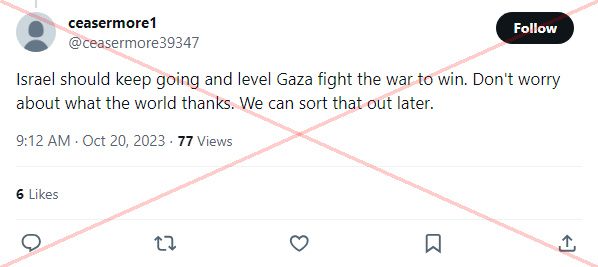 ceasermore1
@ceasermore39347
Follow
Israel should keep going and level Gaza fight the war to win. Don't worry
about what the world thanks. We can sort that out later.
9:12 AM · Oct 20, 2023 · 77 Views
6 Likes